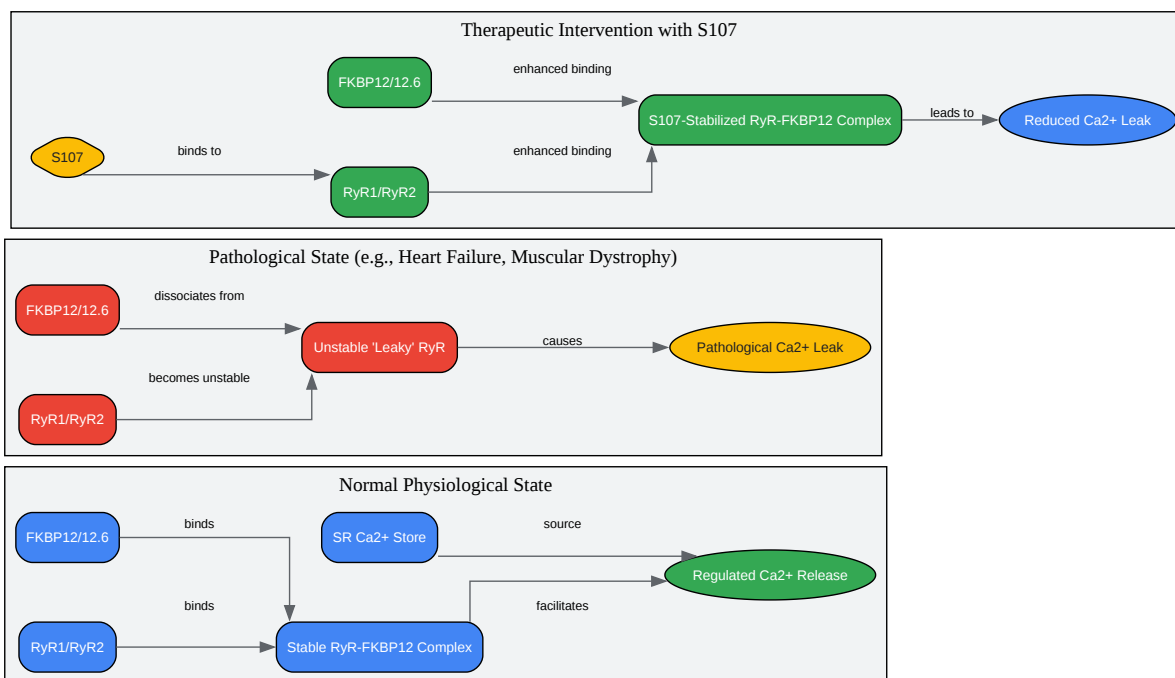 Therapeutic Intervention with S107
FKBP12/12.6
enhanced binding
S107-Stabilized RyR-FKBP12 Complex
leads to
Reduced Ca2+ Leak
S107
binds to
enhanced binding
RyR1/RyR2
Pathological State (e.g., Heart Failure, Muscular Dystrophy)
FKBP12/12.6
dissociates from
Unstable 'Leaky' RyR
causes
Pathological Ca2+ Leak
becomes unstable
RyR1/RyR2
Normal Physiological State
FKBP12/12.6
binds
SR Ca2+ Store
source
Regulated Ca2+ Release
binds
facilitates
RyR1/RyR2
Stable RyR-FKBP12 Complex